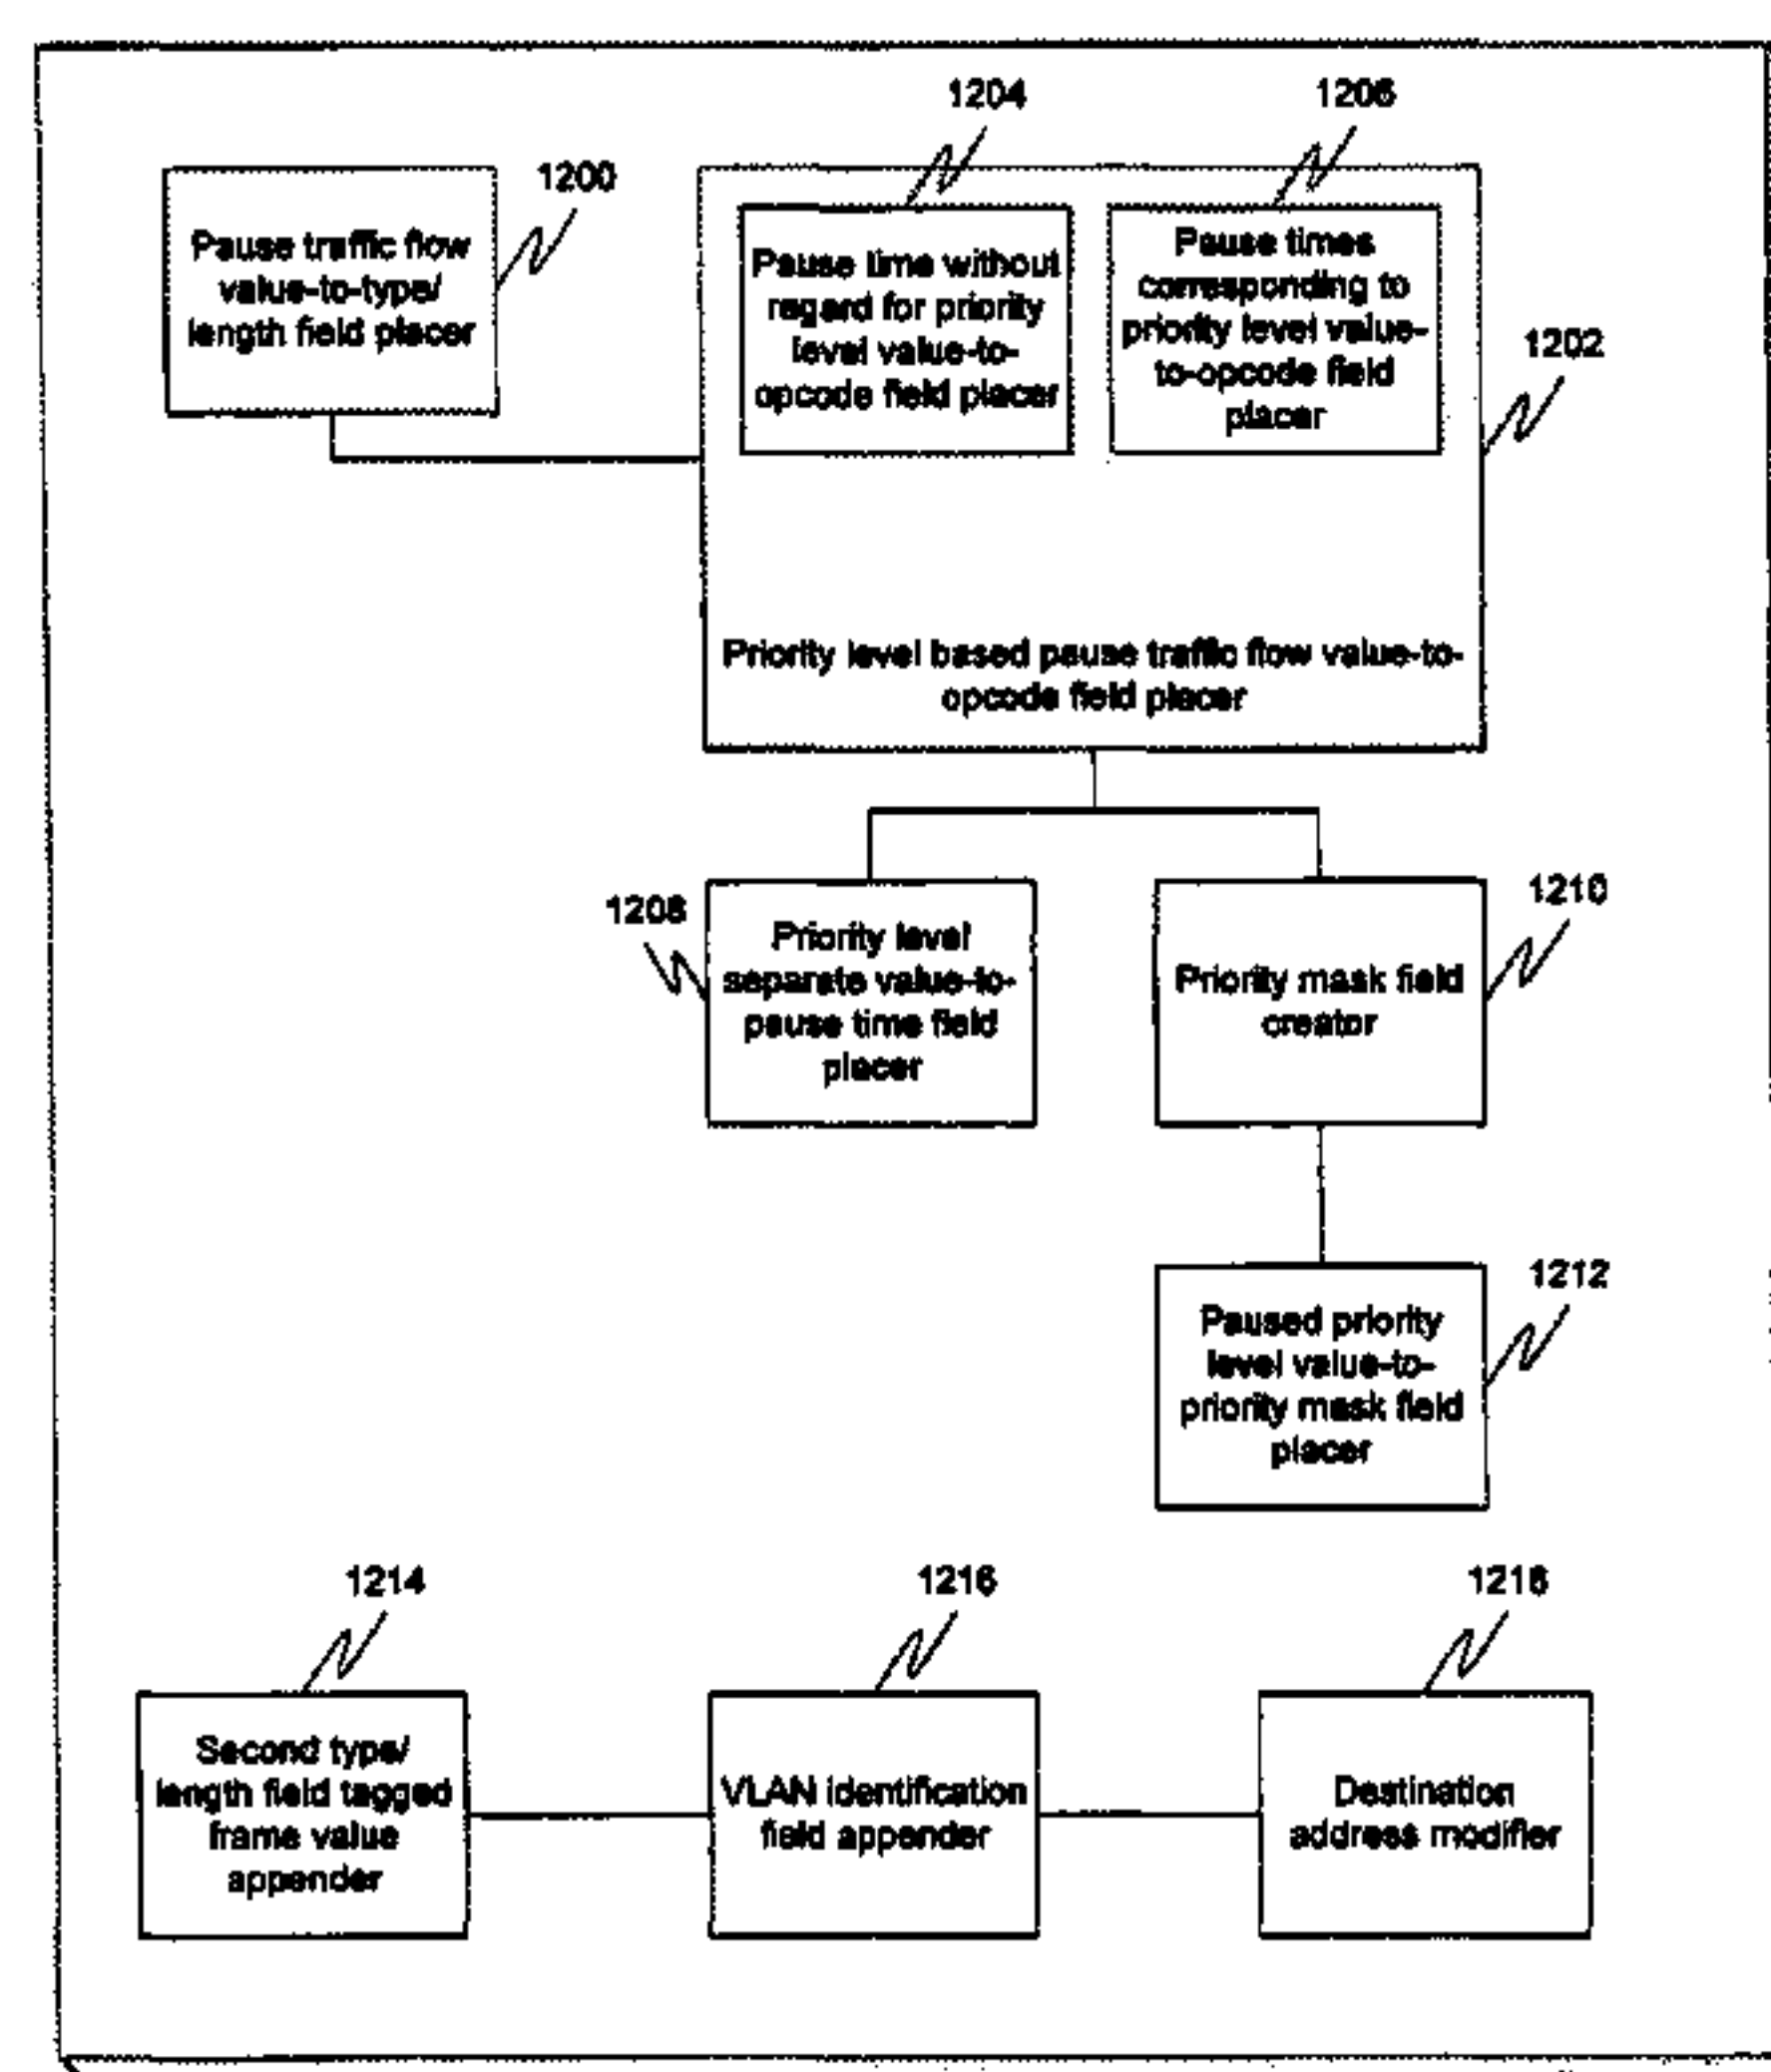 1204
1206
1200
Pause traffic flow
value-to-type/
length field placer
Pause time without
regard for priority
level value-to-
opcode field placer
Pause times
corresponding to
priority level value-
to-opcode field
placer
1202
Priority level based pause traffic flow value-to-
opcode field placer
1208
Priority level
separate value-to-
pause time field
placer
1210
Priority mask field
creator
1212
Paused priority
level value-to-
priority mask field
placer
1214
1216
1218
Second type/
length field tagged
frame value
appender
VLAN identification
field appender
Destination
address modifier